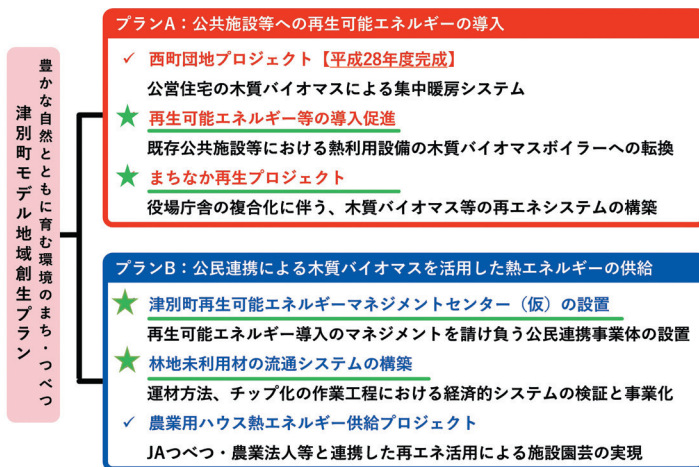 豊かな自然とともに育む環境のまち・つべつ
津別町モデル地域創生プラン
プランA:公共施設等への再生可能エネルギーの導入
✓ 西町団地プロジェクト【平成28年度完成】
公営住宅の木質バイオマスによる集中暖房システム
★ 再生可能エネルギー等の導入促進
既存公共施設等における熱利用設備の木質バイオマスボイラーへの転換
★ まちなか再生プロジェクト
役場庁舎の複合化に伴う、木質バイオマス等の再エネシステムの構築
プランB:公民連携による木質バイオマスを活用した熱エネルギーの供給
★ 津別町再生可能エネルギーマネジメントセンター(仮)の設置
再生可能エネルギー導入のマネジメントを請け負う公民連携事業体の設置
★ 林地未利用材の流通システムの構築
運材方法、チップ化の作業工程における経済的システムの検証と事業化
✓ 農業用ハウス熱エネルギー供給プロジェクト
JAつべつ・農業法人等と連携した再エネ活用による施設園芸の実現